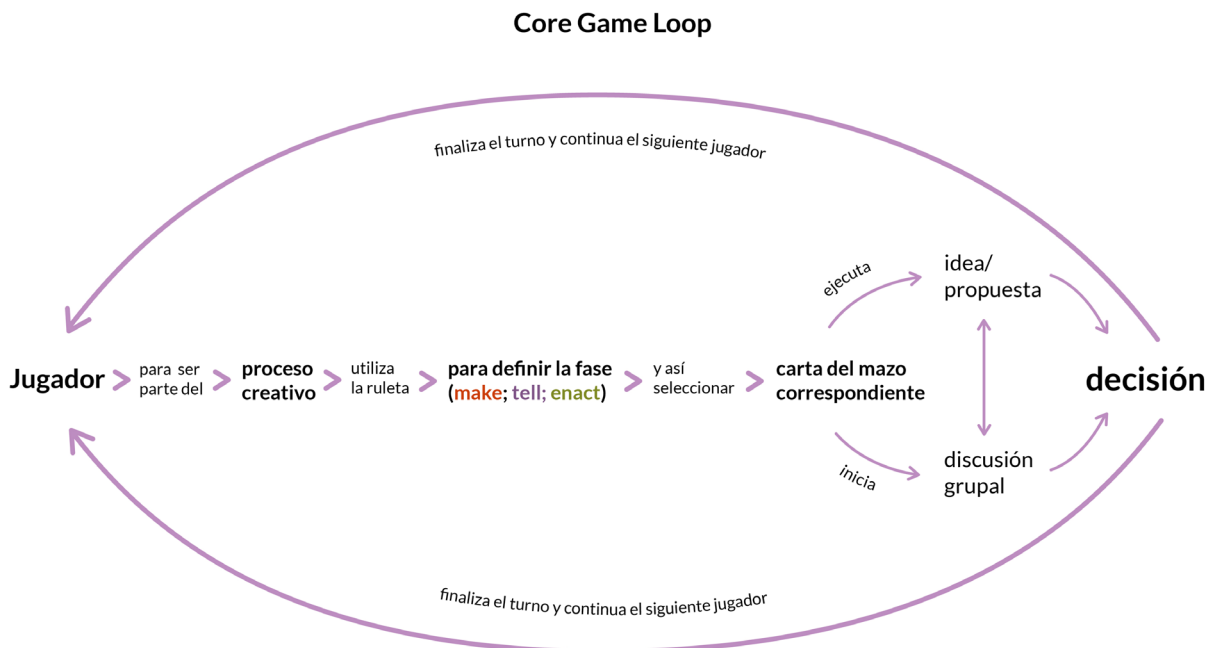 Core Game Loop
finaliza el turno y continua el siguiente jugador
ejecuta
idea/
propuesta
Jugador
para ser
parte del
proceso
creativo
utiliza
la ruleta
para definir la fase
(make; tell; enact)
y así
seleccionar
carta del mazo
correspondiente
decisión
inicia
discusión
grupal
finaliza el turno y continua el siguiente jugador